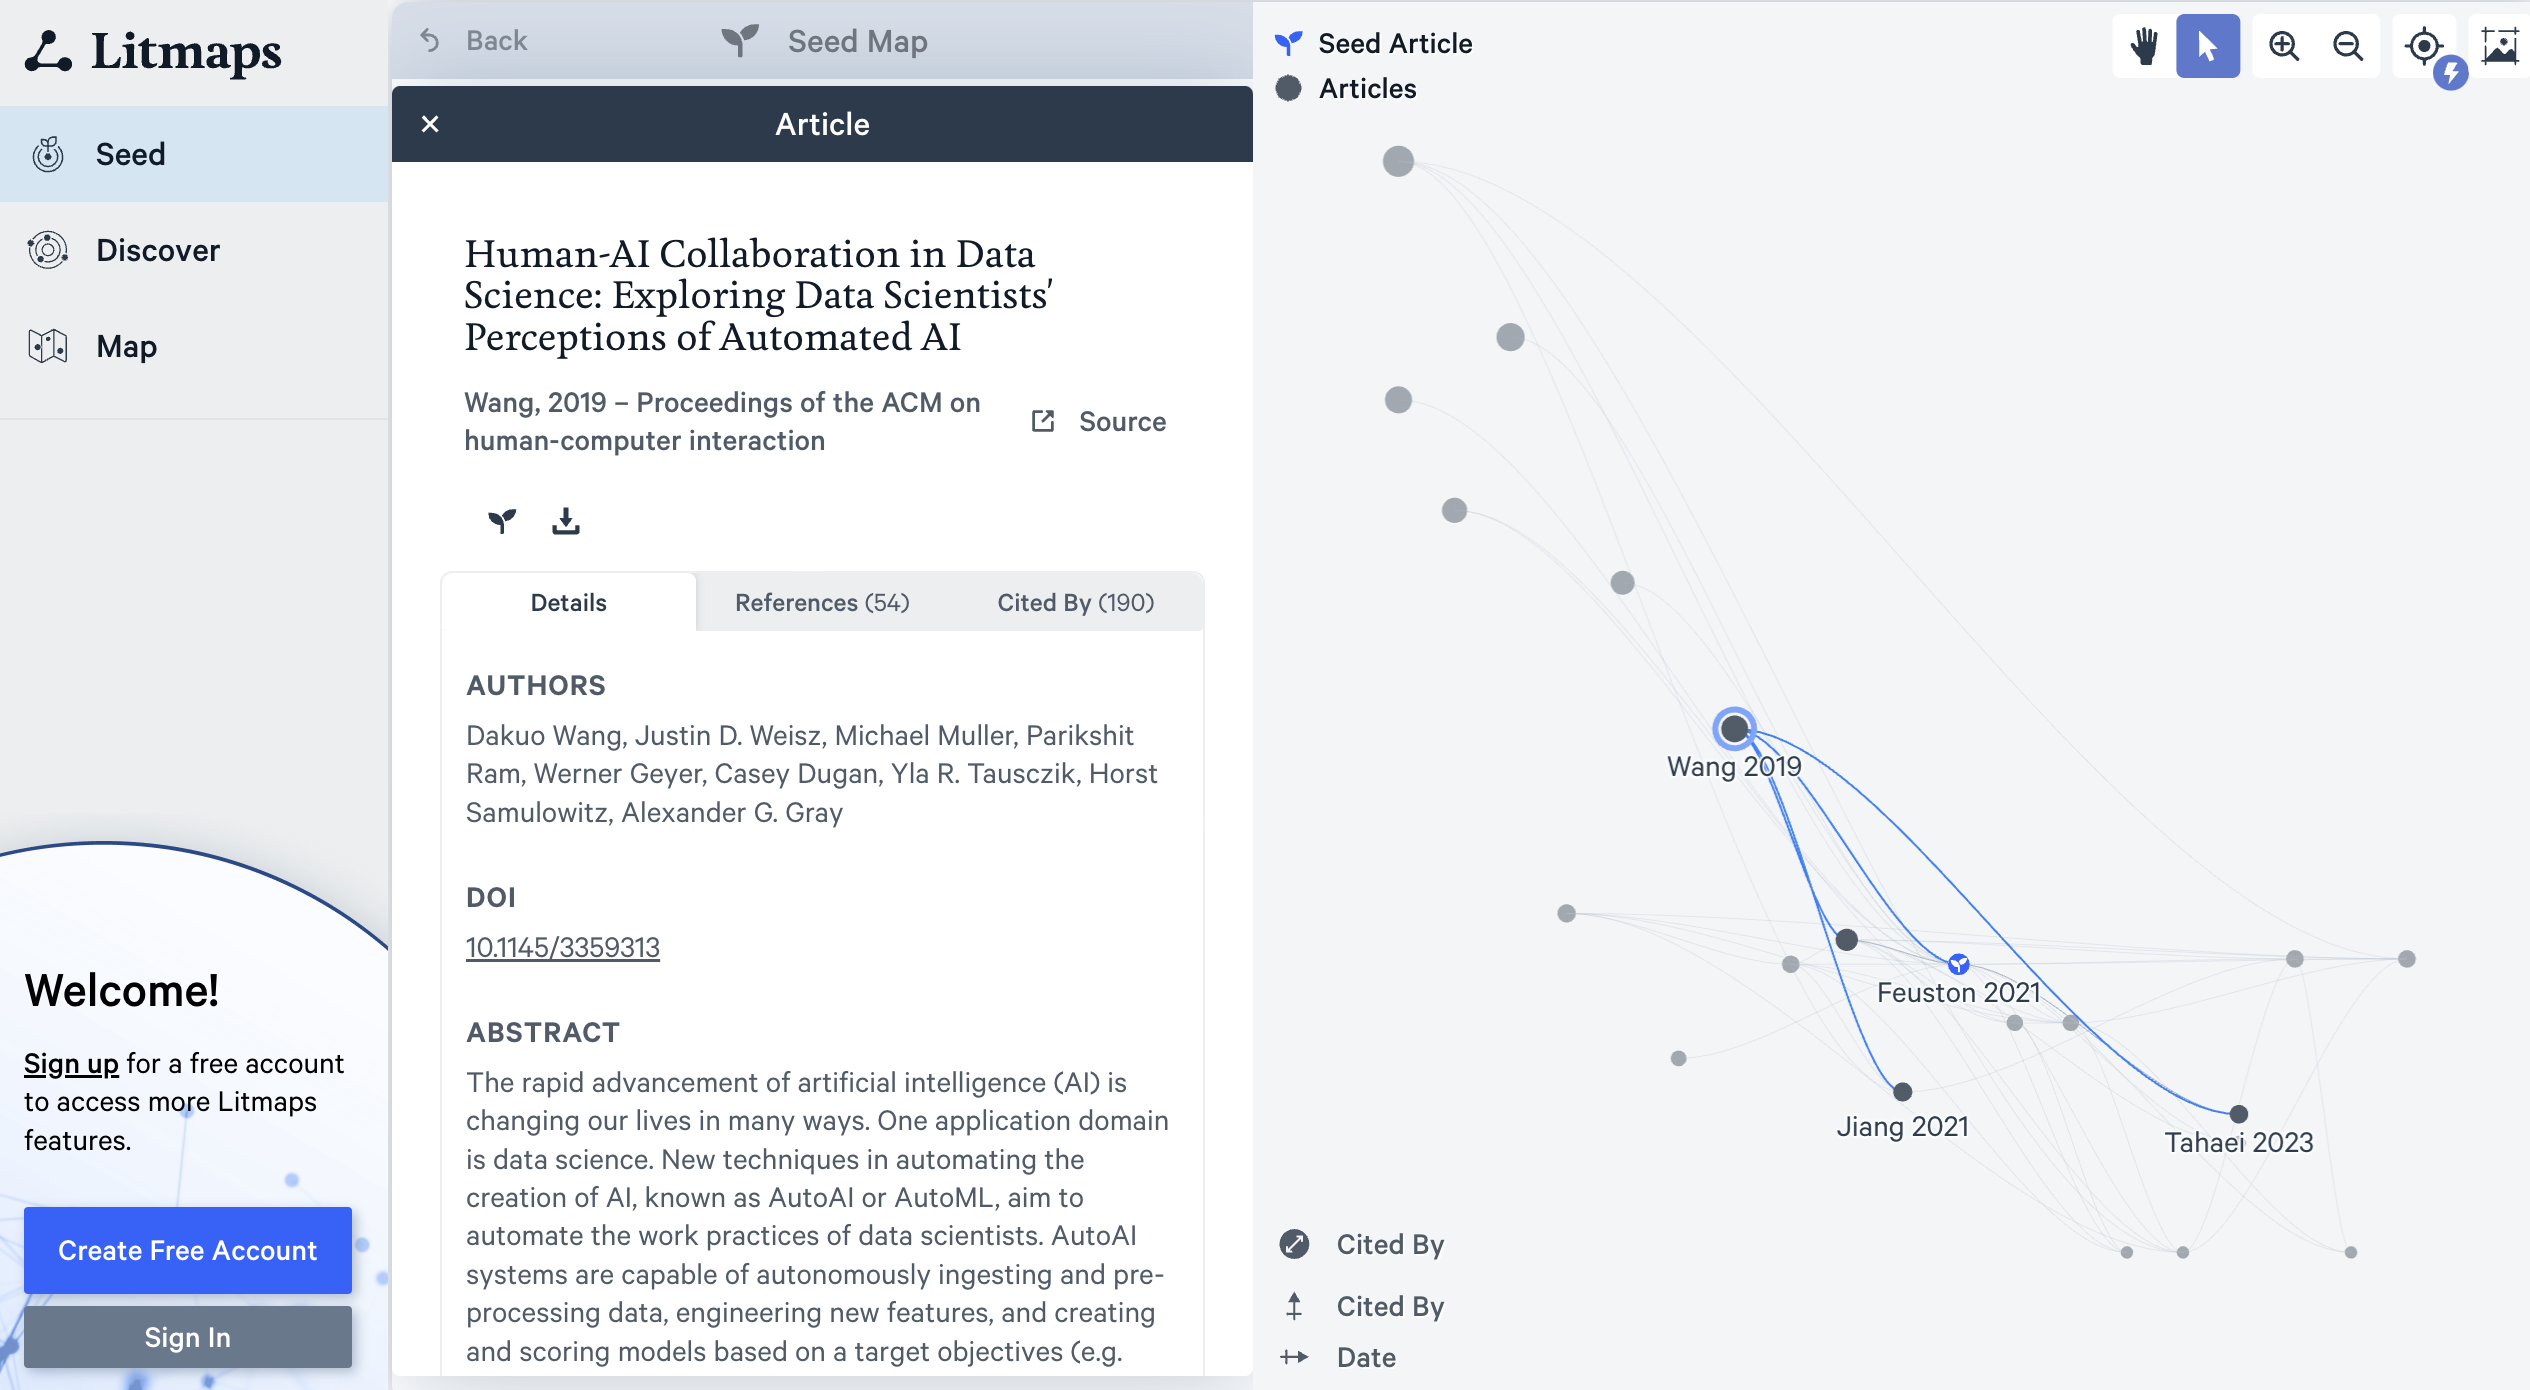 Litmaps
Seed
Discover
Map
Welcome!
Sign up for a free account
to access more Litmaps
features.
Create Free Account
Sign In
Back
Seed Map
Article
Human-AI Collaboration in Data
Science: Exploring Data Scientists'
Perceptions of Automated AI
Wang, 2019 – Proceedings of the ACM on
human-computer interaction
Source
Details
References (54)
Cited By (190)
AUTHORS
Dakuo Wang, Justin D. Weisz, Michael Muller, Parikshit
Ram, Werner Geyer, Casey Dugan, Yla R. Tausczik, Horst
Samulowitz, Alexander G. Gray
DOI
10.1145/3359313
ABSTRACT
The rapid advancement of artificial intelligence (AI) is
changing our lives in many ways. One application domain
is data science. New techniques in automating the
creation of AI, known as AutoAI or AutoML, aim to
automate the work practices of data scientists. AutoAI
systems are capable of autonomously ingesting and pre-
processing data, engineering new features, and creating
and scoring models based on a target objectives (e.g.
Seed Article
Articles
Wang 2019
Feuston 2021
Jiang 2021
Tahaei 2023
Cited By
Cited By
Date